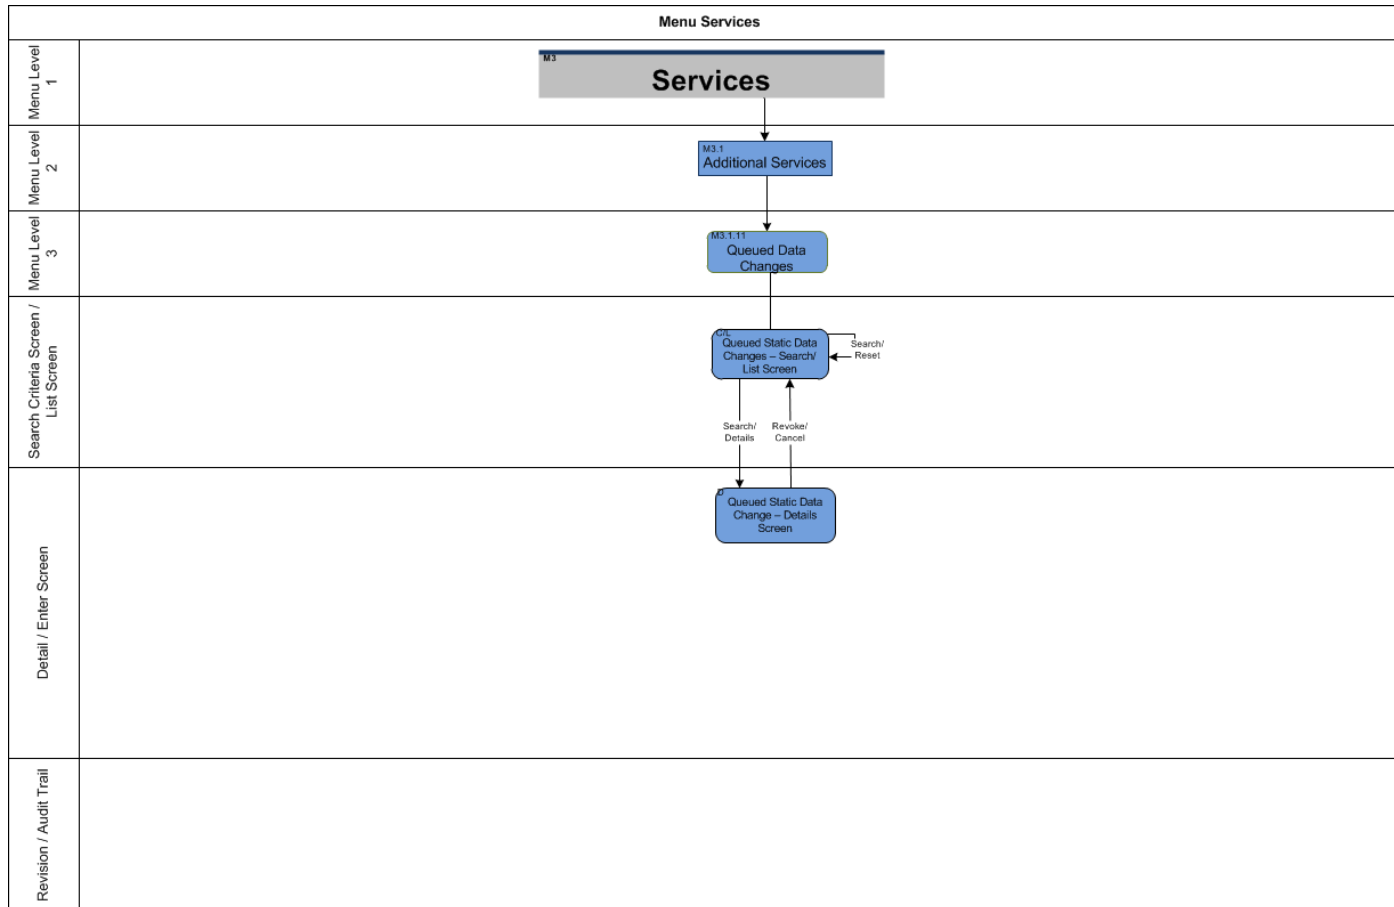 Menu Services
Menu Level
1
M3
Services
Menu Level
2
M3.1
Additional Services
Menu Level
3
M3.1.11
Queued Data
Changes
Search Criteria Screen /
List Screen
C/L
Queued Static Data
Changes – Search/
List Screen
Search/
Reset
Search/
Details
Revoke/
Cancel
Detail / Enter Screen
D
Queued Static Data
Change – Details
Screen
Revision / Audit Trail